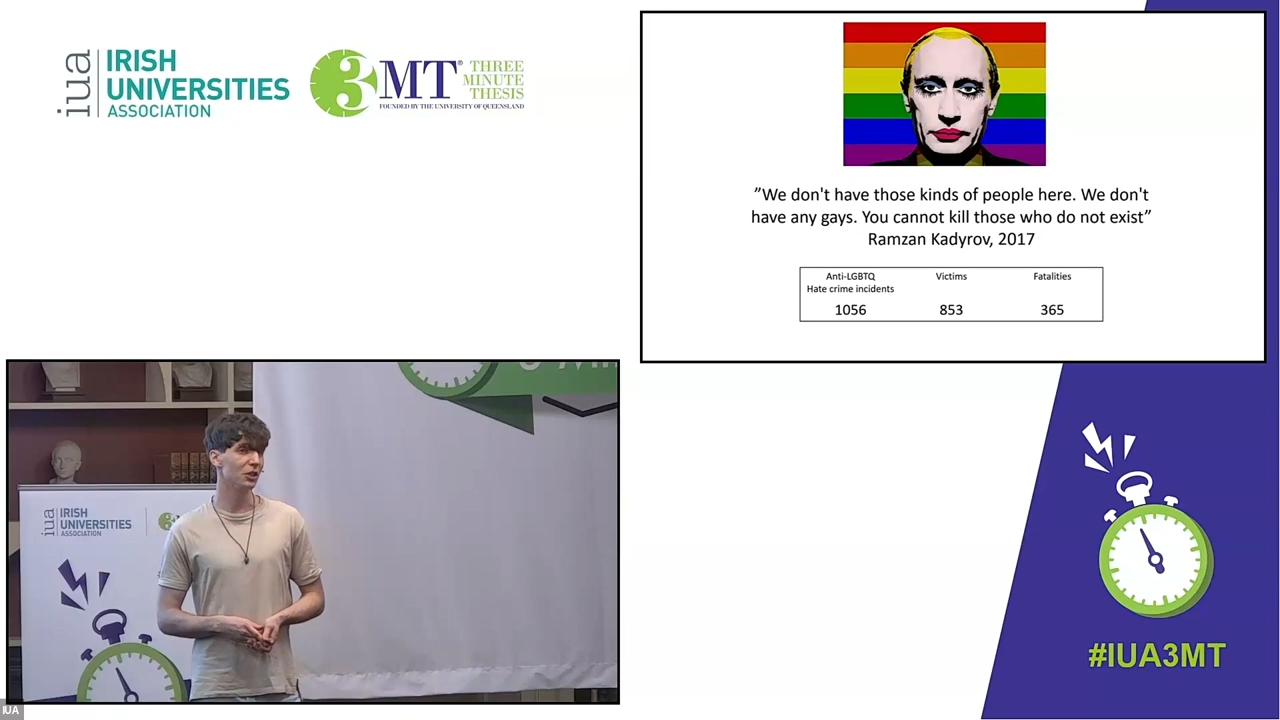 iua
IRISH
UNIVERSITIES
ASSOCIATION
3MT® THREE
MINUTE
THESIS
FOUNDED BY THE UNIVERSITY OF QUEENSLAND
”We don't have those kinds of people here. We don't
have any gays. You cannot kill those who do not exist”
Ramzan Kadyrov, 2017
Anti-LGBTQ Victims Fatalities
Hate crime incidents
1056 853 365
iua
IRISH
UNIVERSITIES
ASSOCIATION
#IUA3MT
IUA